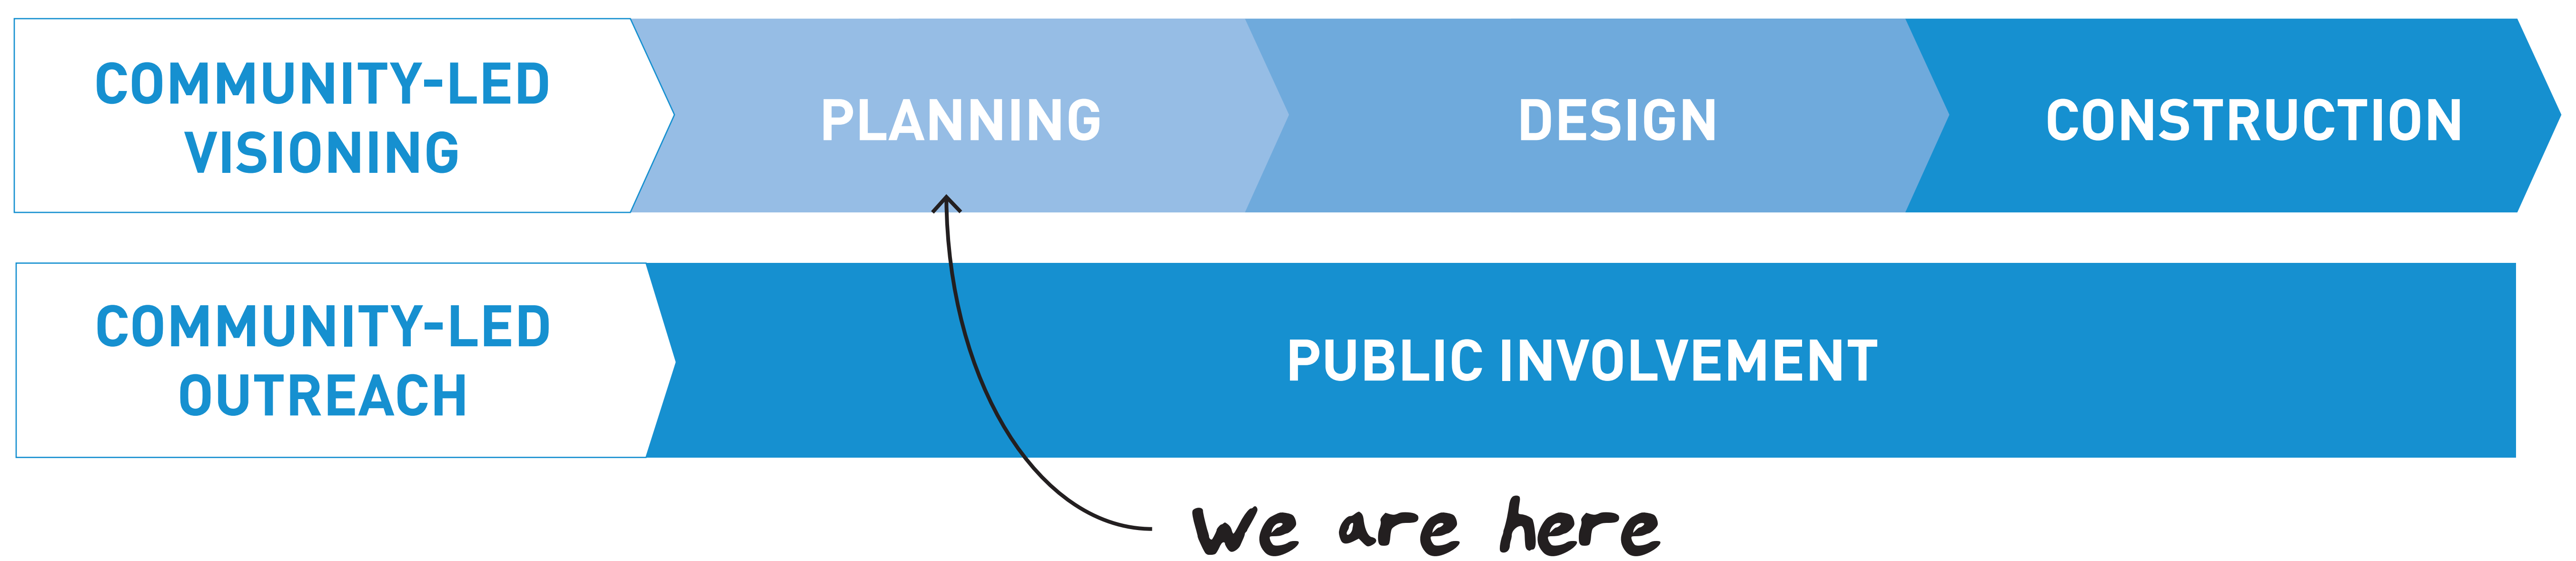 COMMUNITY-LED
VISIONING
PLANNING
DESIGN
CONSTRUCTION
COMMUNITY-LED
OUTREACH
PUBLIC INVOLVEMENT
we are here